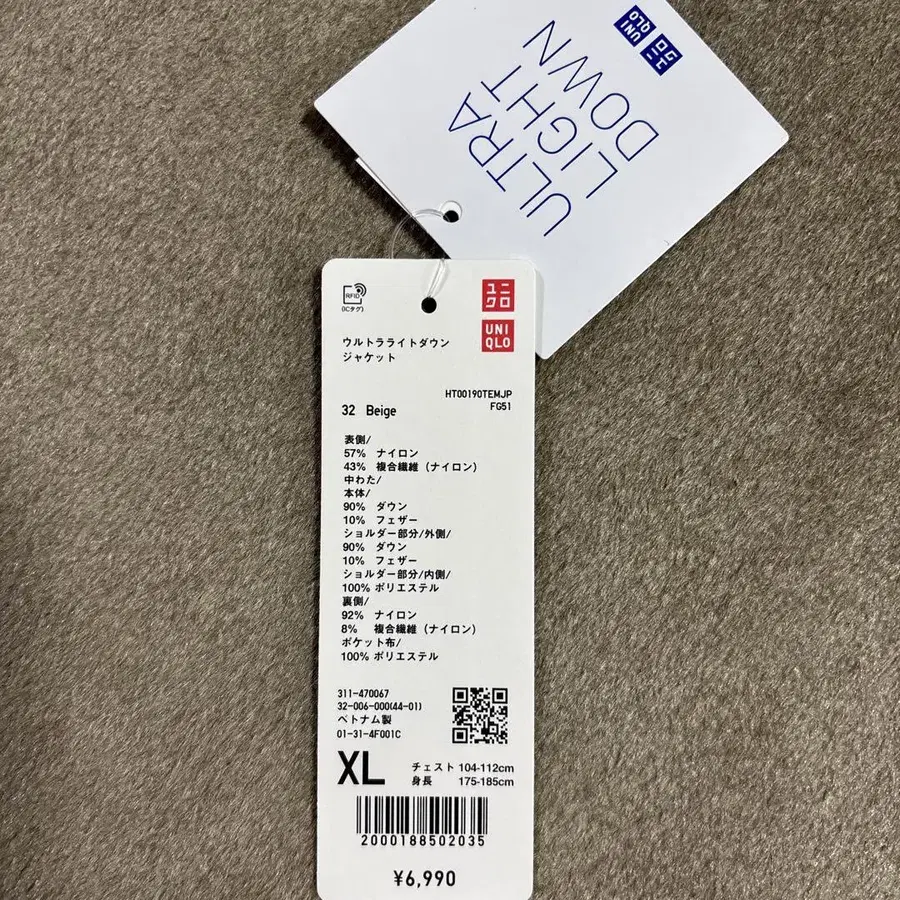 ULTRA
LIGHT
DOWN
UNI
QLO
ユニ
クロ
RFID
(ICタグ)
ユニ
クロ
UNI
QLO
ウルトラライトダウン
ジャケット
HT00190TEMJP
FG51
32 Beige
表側/
57% ナイロン
43% 複合繊維（ナイロン）
中わた/
本体/
90% ダウン
10% フェザー
ショルダー部分/外側/
90% ダウン
10% フェザー
ショルダー部分/内側/
100% ポリエステル
裏側/
92% ナイロン
8% 複合繊維（ナイロン）
ポケット布/
100% ポリエステル
311-470067
32-006-000(44-01)
ベトナム製
01-31-4F001C
XL チェスト 104-112cm
身長 175-185cm
2000188502035
¥6,990